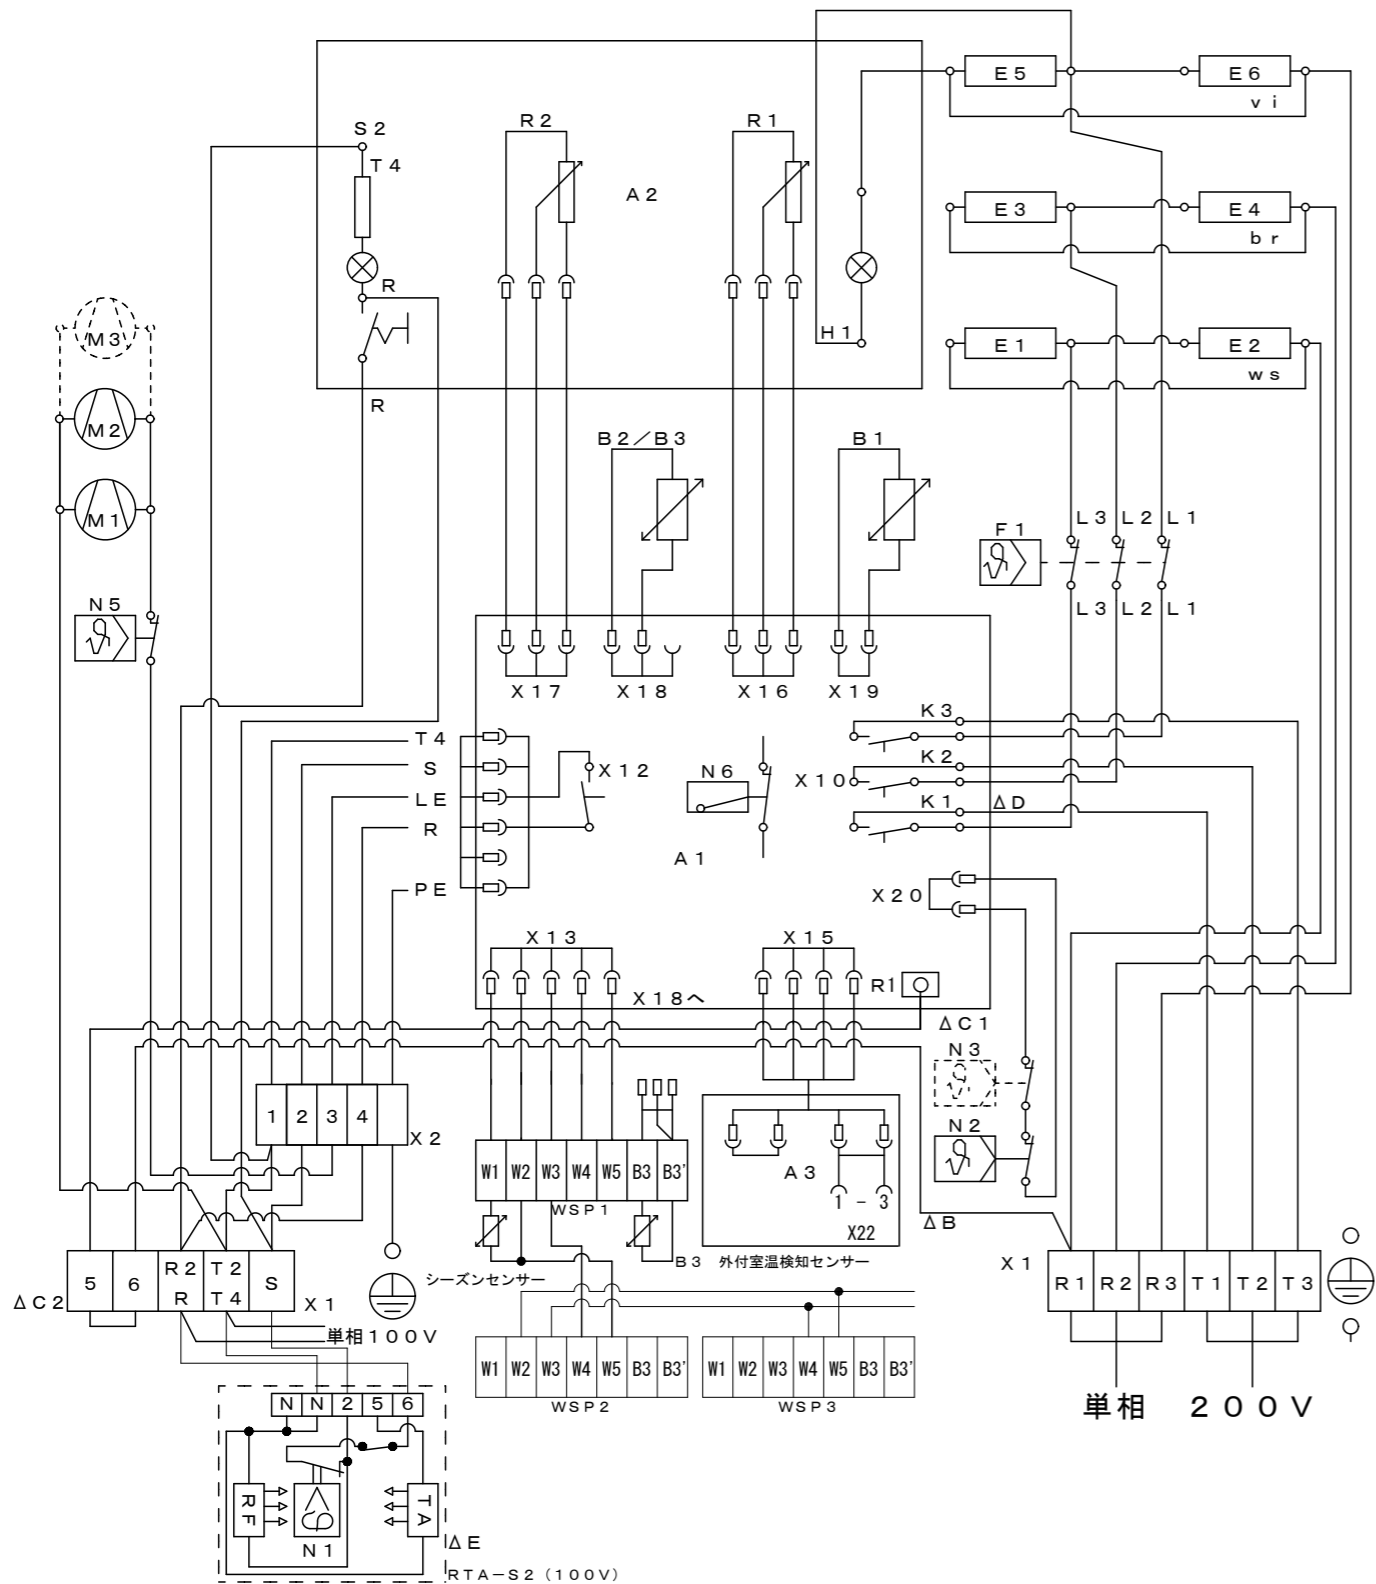 E5
E6
vi
S2
T4
R2
R1
A2
E3
E4
br
R
M3
H1
E1
E2
ws
R
M2
B2/B3
B1
M1
F1
L3 L2 L1
N5
L3 L2 L1
X17
X18
X16
X19
K3
T4
S
X12
N6
K2
X10
LE
K1
ΔD
R
A1
PE
X20
X13
X15
R1
X18へ
ΔC1
N3
1 2 3 4
X2
N2
W1 W2 W3 W4 W5 B3 B3'
A3
WSP1
1 - 3
X22
ΔB
B3
外付室温検知センサー
シーズンセンサー
X1
5 6 R2 T2 S
R T4
ΔC2
X1
R1 R2 R3 T1 T2 T3
単相100V
W1 W2 W3 W4 W5 B3 B3'
W1 W2 W3 W4 W5 B3 B3'
WSP2
WSP3
単相 200V
N N 2 5 6
RF
TA
N1
ΔE
RTA-S2(100V)